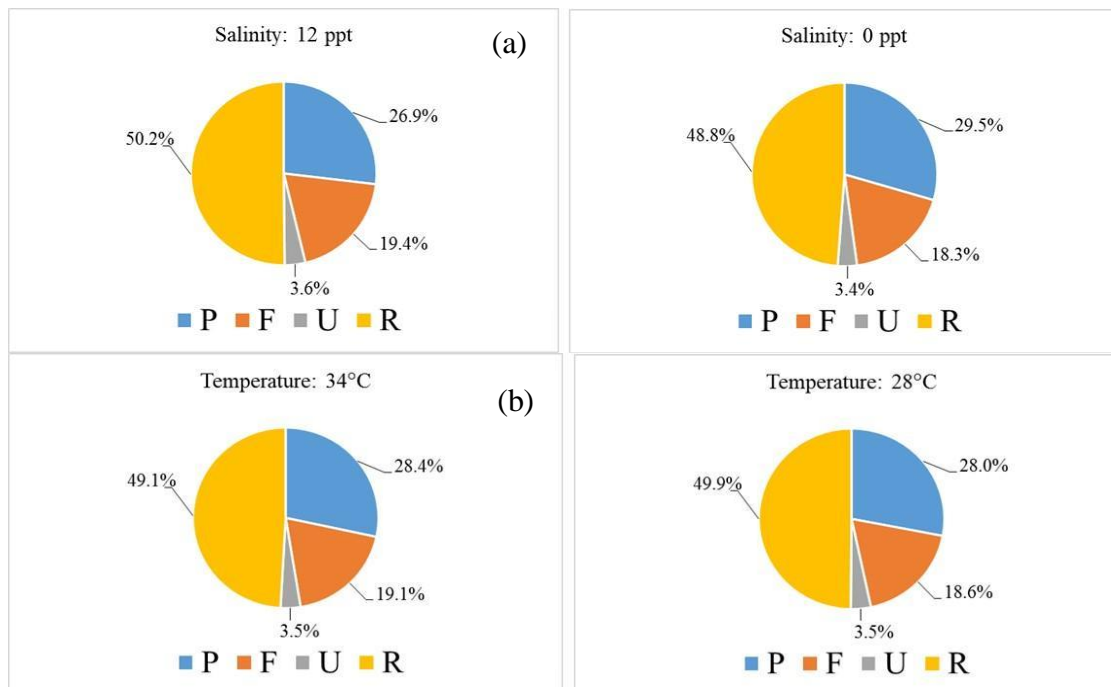 Salinity: 12 ppt
(a)
26.9%
50.2%
19.4%
3.6%
P F U R
Salinity: 0 ppt
29.5%
48.8%
18.3%
3.4%
P F U R
Temperature: 34°C
(b)
28.4%
49.1%
19.1%
3.5%
P F U R
Temperature: 28°C
28.0%
49.9%
18.6%
3.5%
P F U R